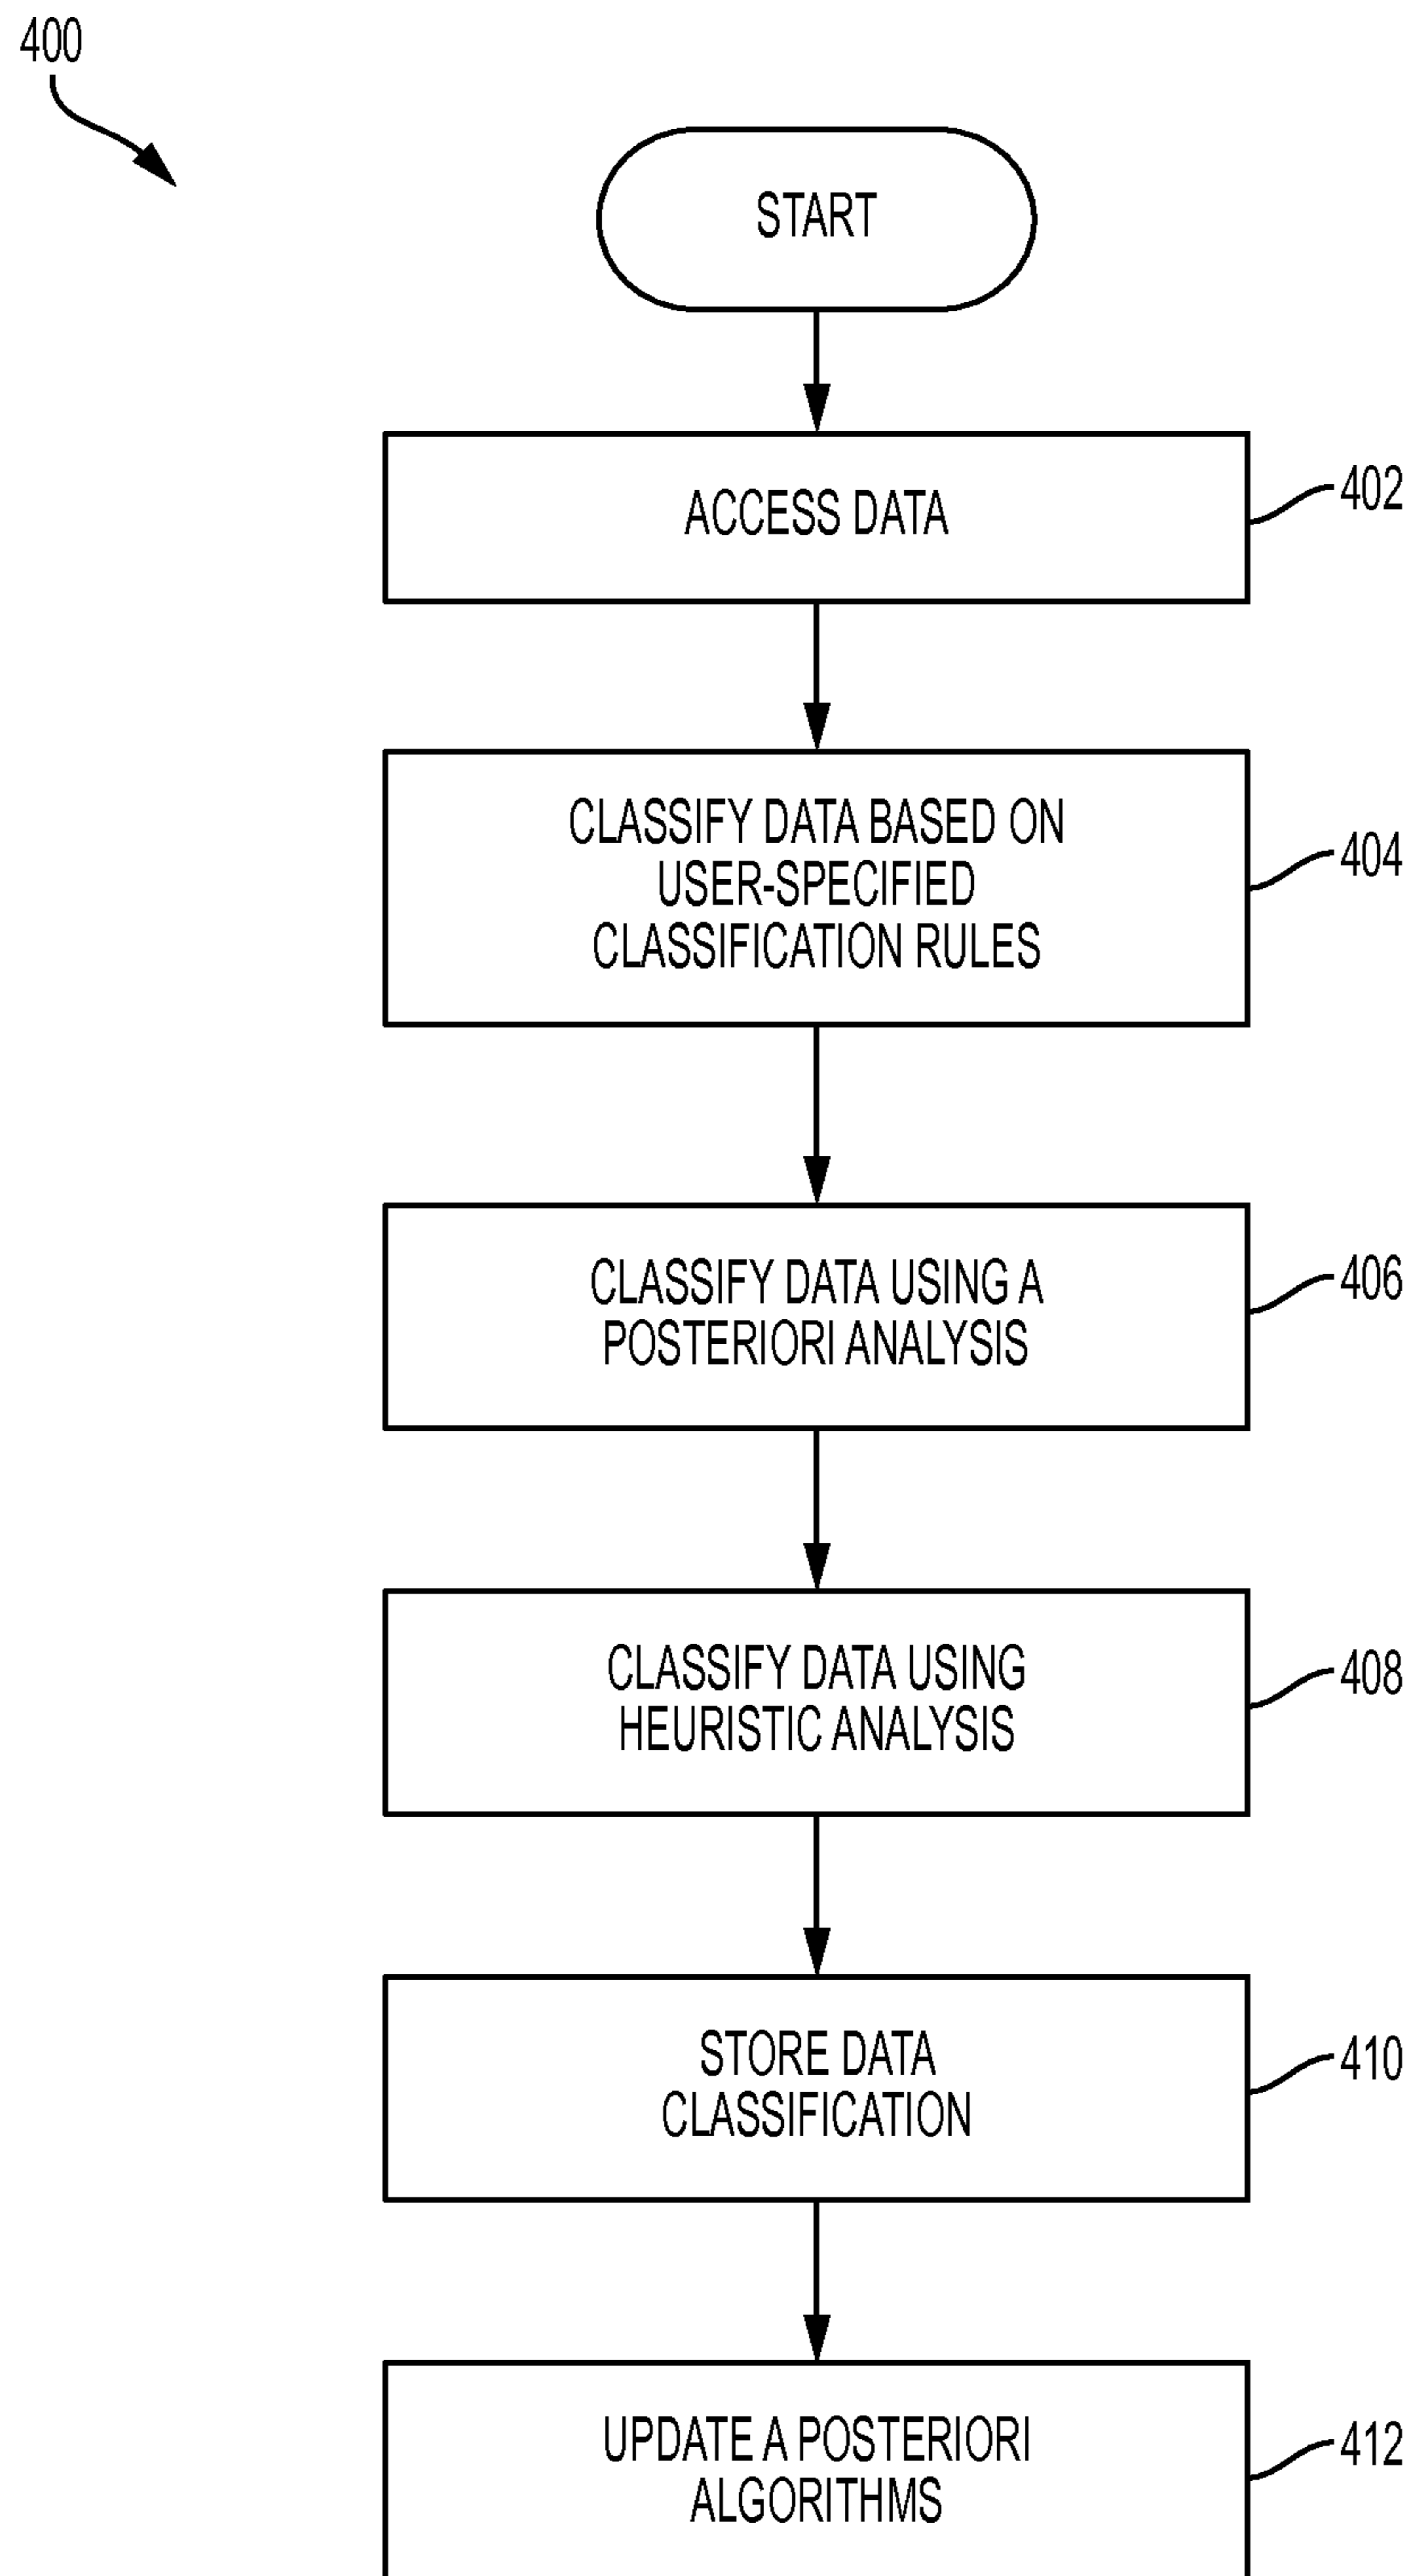 400
START
ACCESS DATA
402
CLASSIFY DATA BASED ON
USER-SPECIFIED
CLASSIFICATION RULES
404
CLASSIFY DATA USING A
POSTERIORI ANALYSIS
406
CLASSIFY DATA USING
HEURISTIC ANALYSIS
408
STORE DATA
CLASSIFICATION
410
UPDATE A POSTERIORI
ALGORITHMS
412